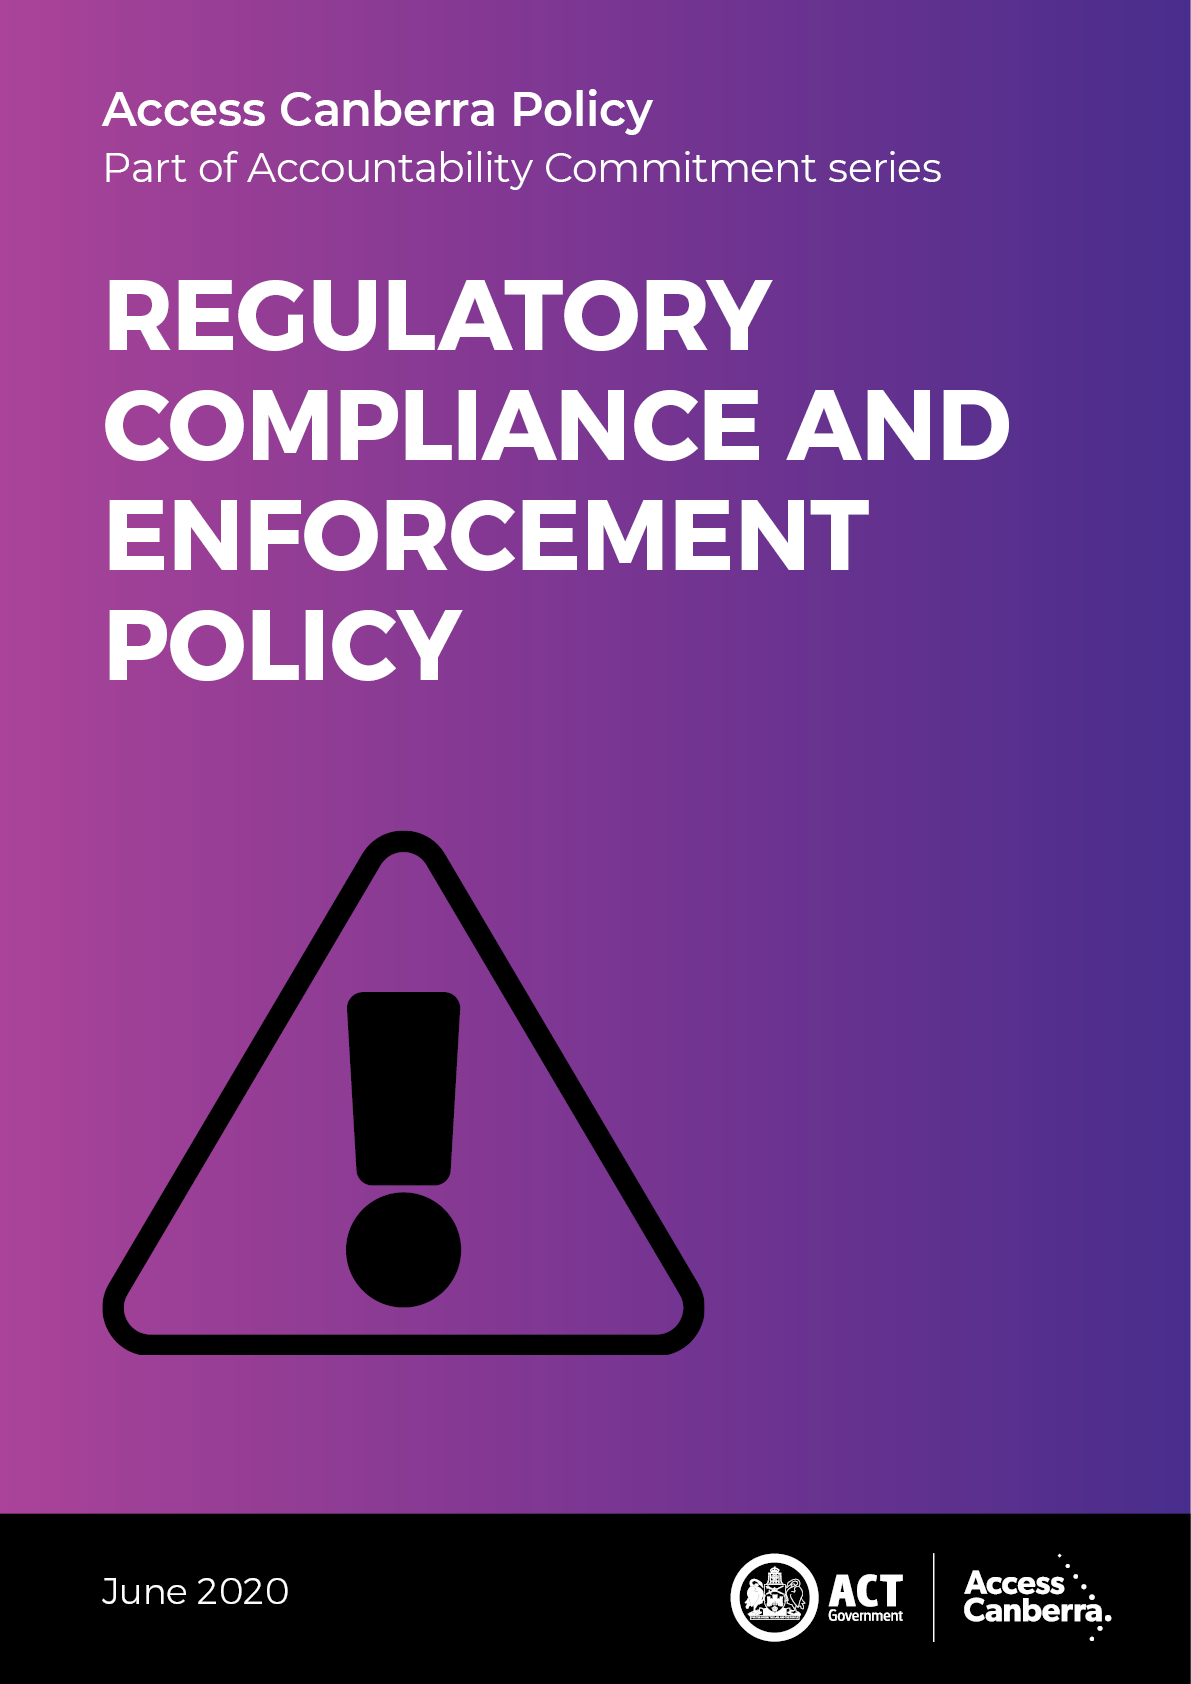 Access Canberra Policy
Part of Accountability Commitment series
REGULATORY
COMPLIANCE AND
ENFORCEMENT
POLICY
June 2020
ACT
Government
Access
Canberra.